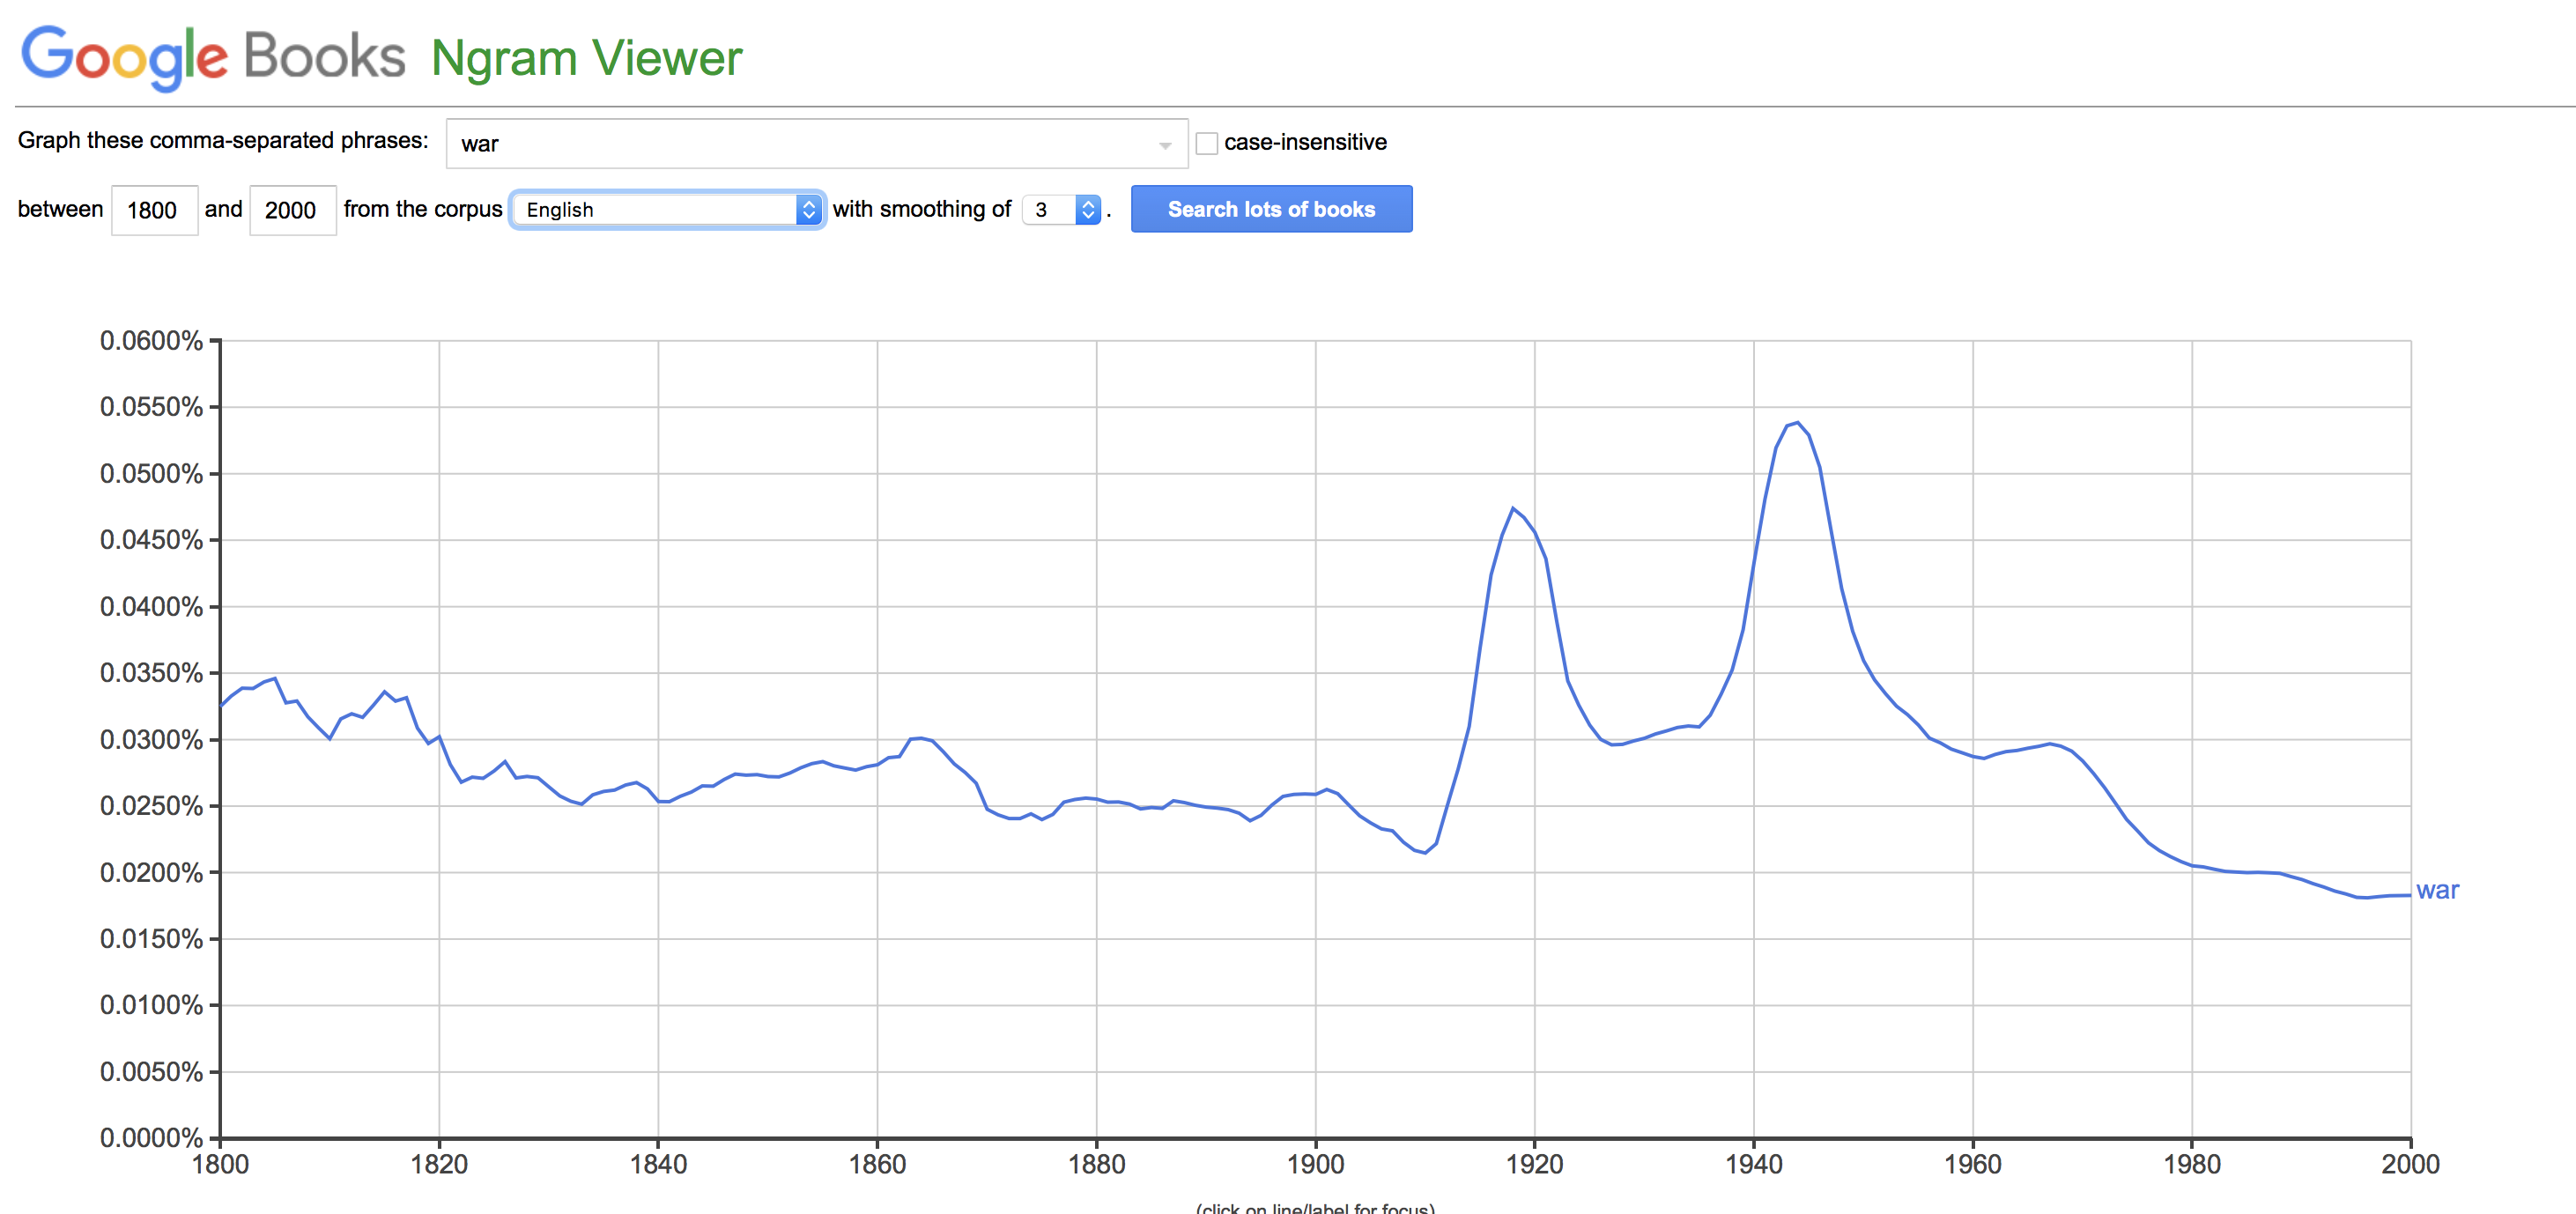 Google Books Ngram Viewer
Graph these comma-separated phrases: war case-insensitive
between 1800 and 2000 from the corpus English with smoothing of 3 . Search lots of books
0.0600%
0.0550%
0.0500%
0.0450%
0.0400%
0.0350%
0.0300%
0.0250%
0.0200%
war
0.0150%
0.0100%
0.0050%
0.0000%
1800 1820 1840 1860 1880 1900 1920 1940 1960 1980 2000
(click on line/label for focus)